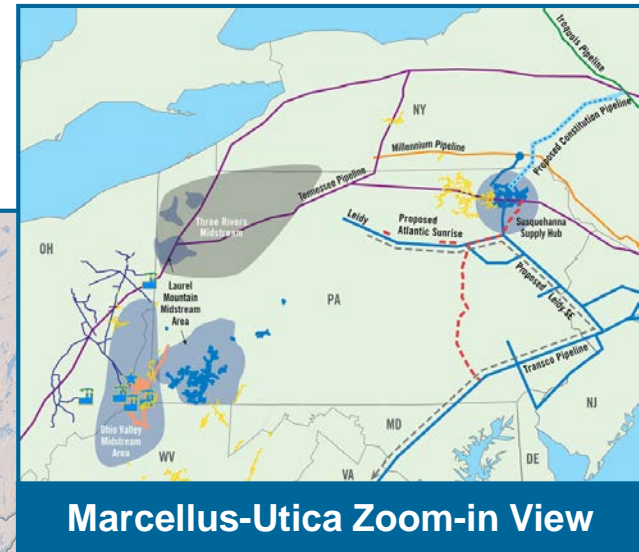 Iroquois Pipeline
NY
Proposed Constitution Pipeline
Millennium Pipeline
Tennessee Pipeline
Three Rivers
Midstream
Susquehanna
Supply Hub
Leidy
Proposed
Atlantic Sunrise
OH
Laurel
Mountain
Midstream
Area
PA
Proposed
Leidy SE
Transco Pipeline
NJ
Ohio Valley
Midstream
Area
WV
MD
VA
DE
Marcellus-Utica Zoom-in View